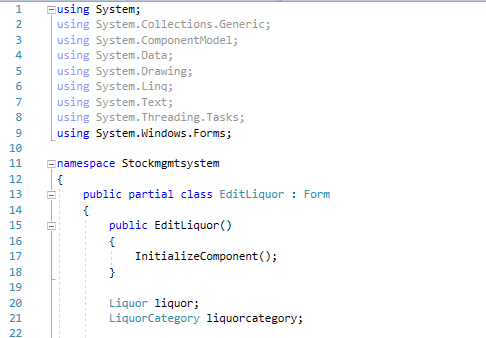 1 using System;
2 using System.Collections.Generic;
3 using System.ComponentModel;
4 using System.Data;
5 using System.Drawing;
6 using System.Linq;
7 using System.Text;
8 using System.Threading.Tasks;
9 using System.Windows.Forms;
10
11 namespace Stockmgmtsystem
12 {
13 public partial class EditLiquor : Form
14 {
15 public EditLiquor()
16 {
17 InitializeComponent();
18 }
19
20 Liquor liquor;
21 LiquorCategory liquorcategory;
22